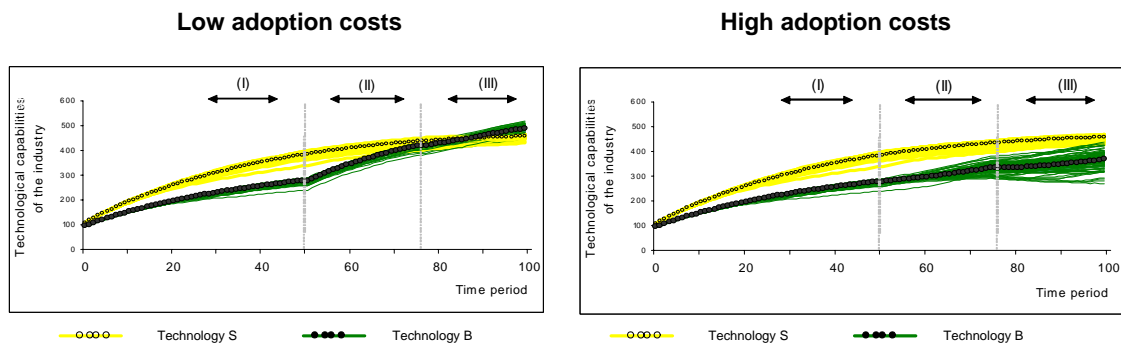 Low adoption costs
High adoption costs
Technological capabilities
of the industry
600
500
400
300
200
100
0
(I)
(II)
(III)
0
20
40
60
80
100
Time period
Technology S
Technology B
Technological capabilities
of the industry
600
500
400
300
200
100
0
(I)
(II)
(III)
0
20
40
60
80
100
Time period
Technology S
Technology B